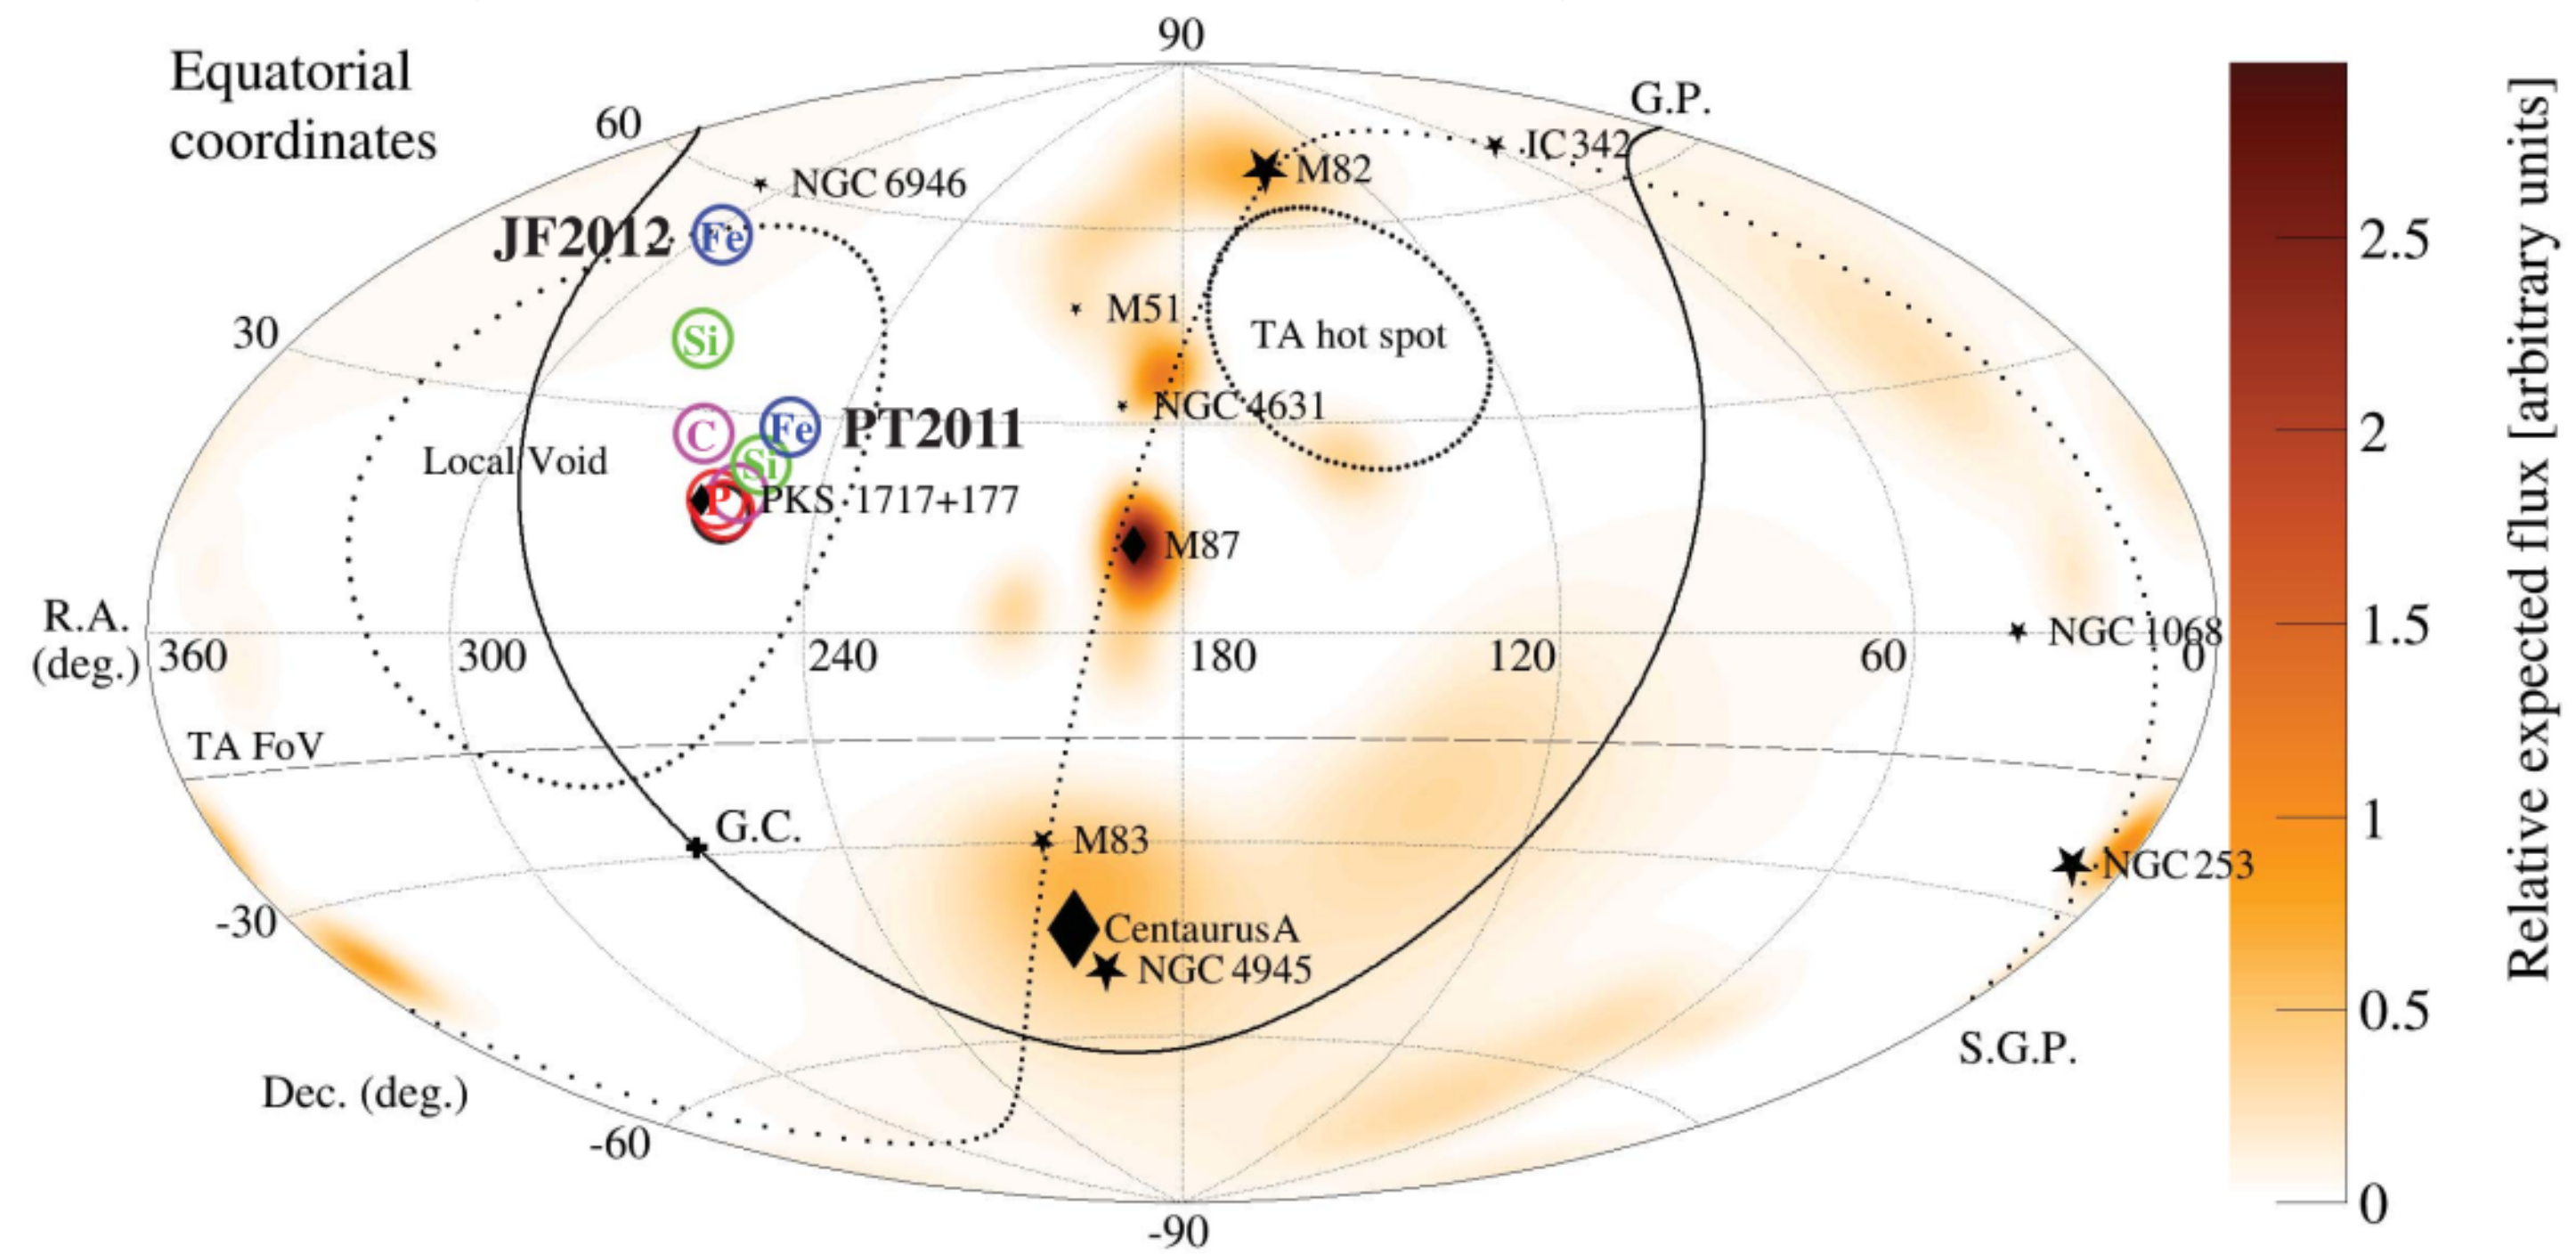 90
Equatorial
coordinates
G.P.
60
IC 342
M82
NGC 6946
JF2012
Fe
M51
TA hot spot
30
Si
NGC 4631
C
Fe
PT2011
Local Void
Si
P
PKS 1717+177
M87
R.A.
(deg.)
360
300
240
180
120
60
0
NGC 1068
TA FoV
G.C.
M83
NGC 253
-30
Centaurus A
NGC 4945
S.G.P.
Dec. (deg.)
-60
-90
2.5
2
1.5
1
0.5
0
Relative expected flux [arbitrary units]